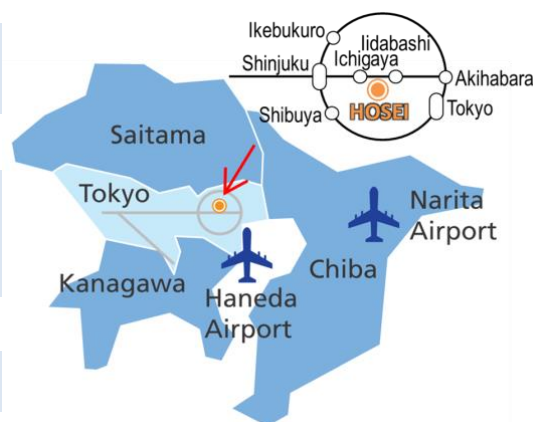 Ikebukuro
Iidabashi
Shinjuku
Ichigaya
Akihabara
Shibuya
HOSEI
Tokyo
Saitama
Tokyo
Narita
Airport
Chiba
Kanagawa
Haneda
Airport